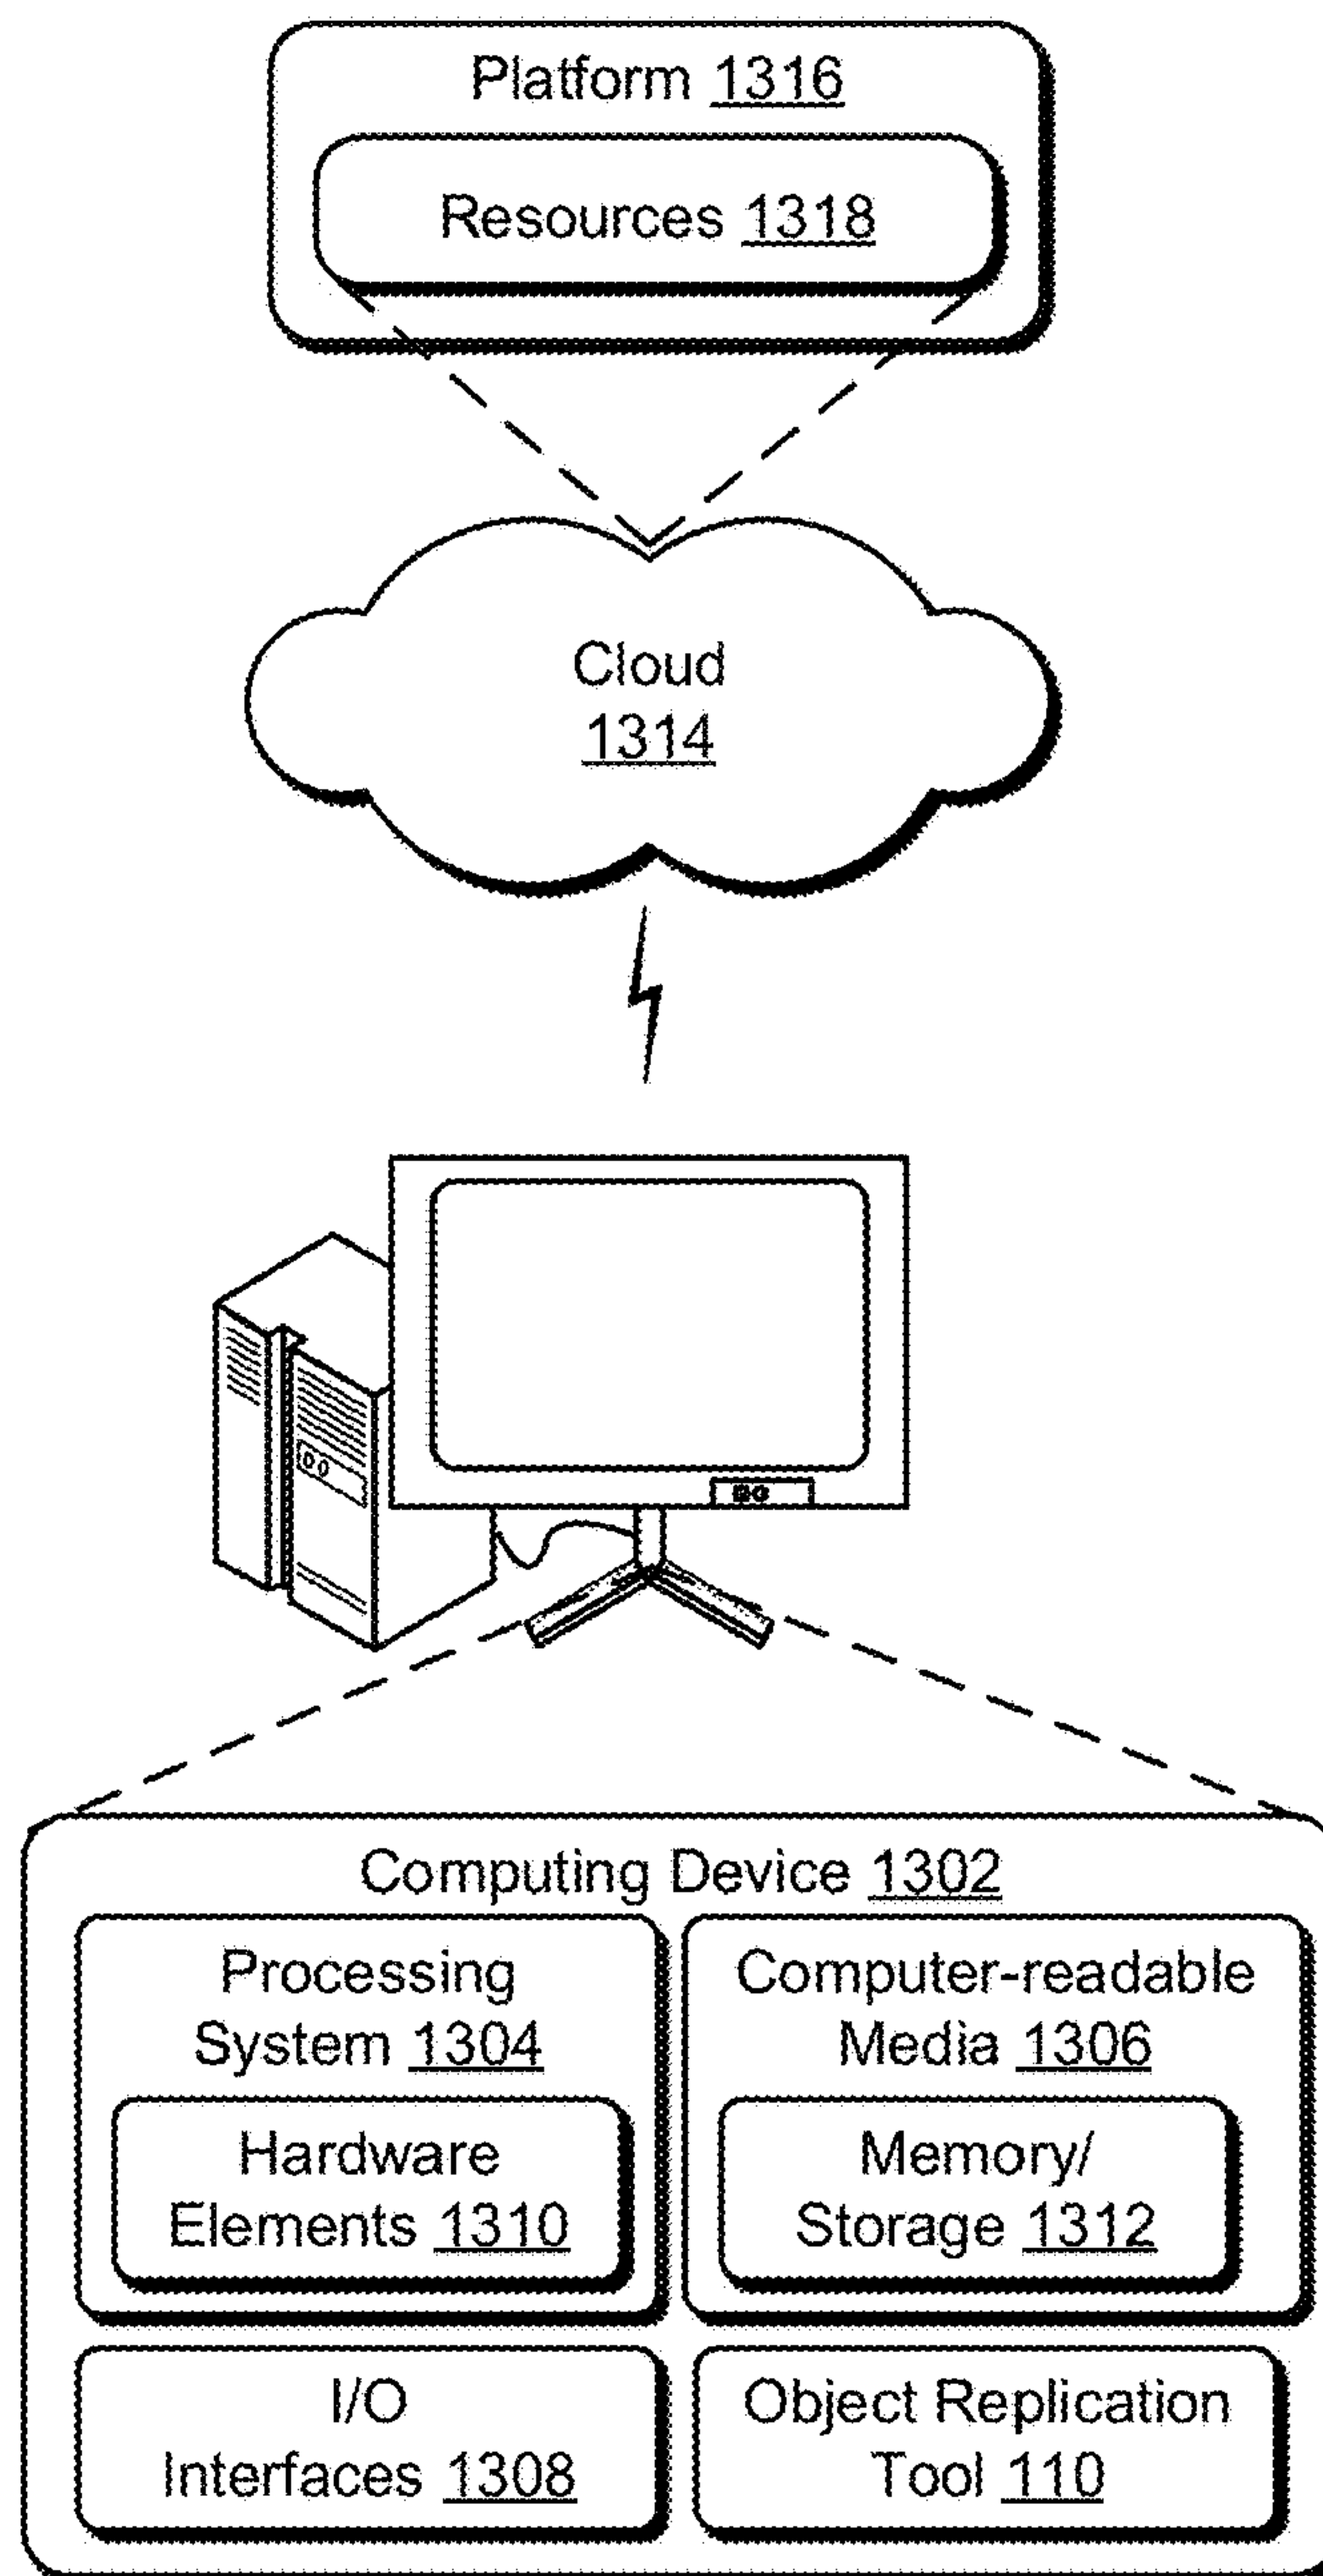 Platform 1316
Resources 1318
Cloud
1314
Computing Device 1302
Processing
System 1304
Hardware
Elements 1310
Computer-readable
Media 1306
Memory/
Storage 1312
I/O
Interfaces 1308
Object Replication
Tool 110